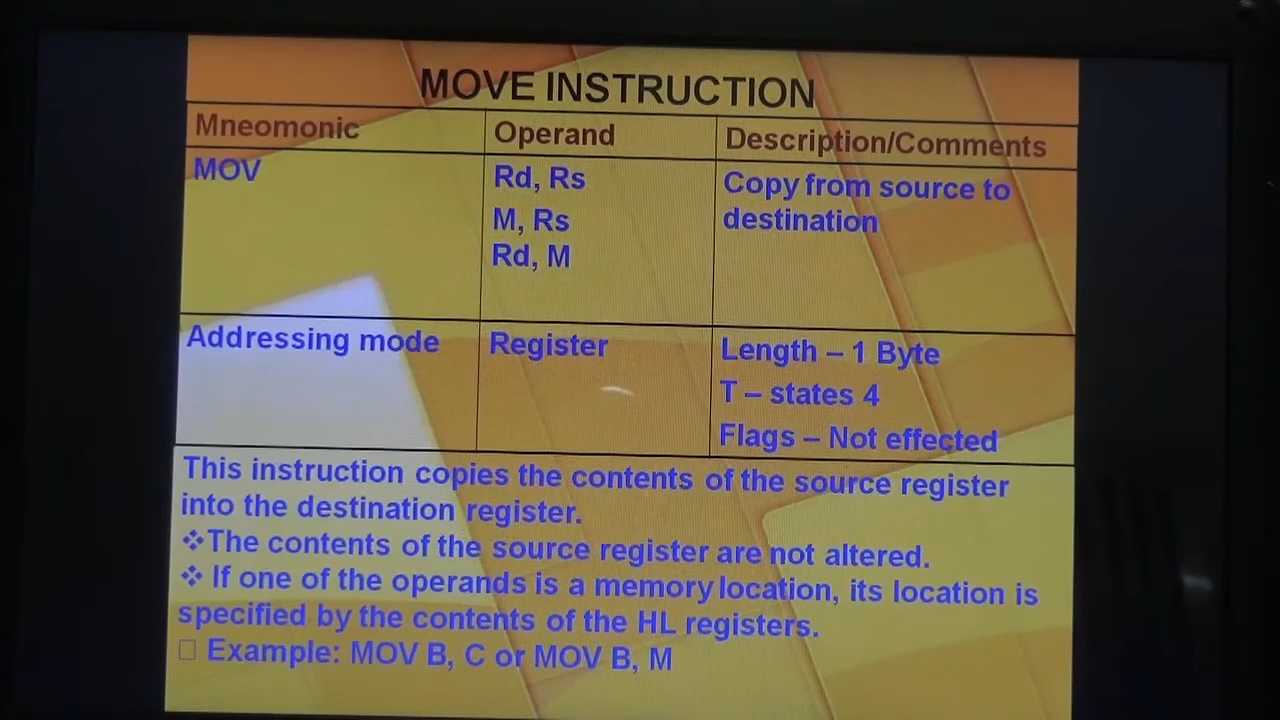 MOVE INSTRUCTION
Mneomonic Operand Description/Comments
MOV Rd, Rs Copy from source to
M, Rs destination
Rd, M
Addressing mode Register Length – 1 Byte
T – states 4
Flags – Not effected
This instruction copies the contents of the source register
into the destination register.
❖The contents of the source register are not altered.
❖ If one of the operands is a memory location, its location is
specified by the contents of the HL registers.
□ Example: MOV B, C or MOV B, M